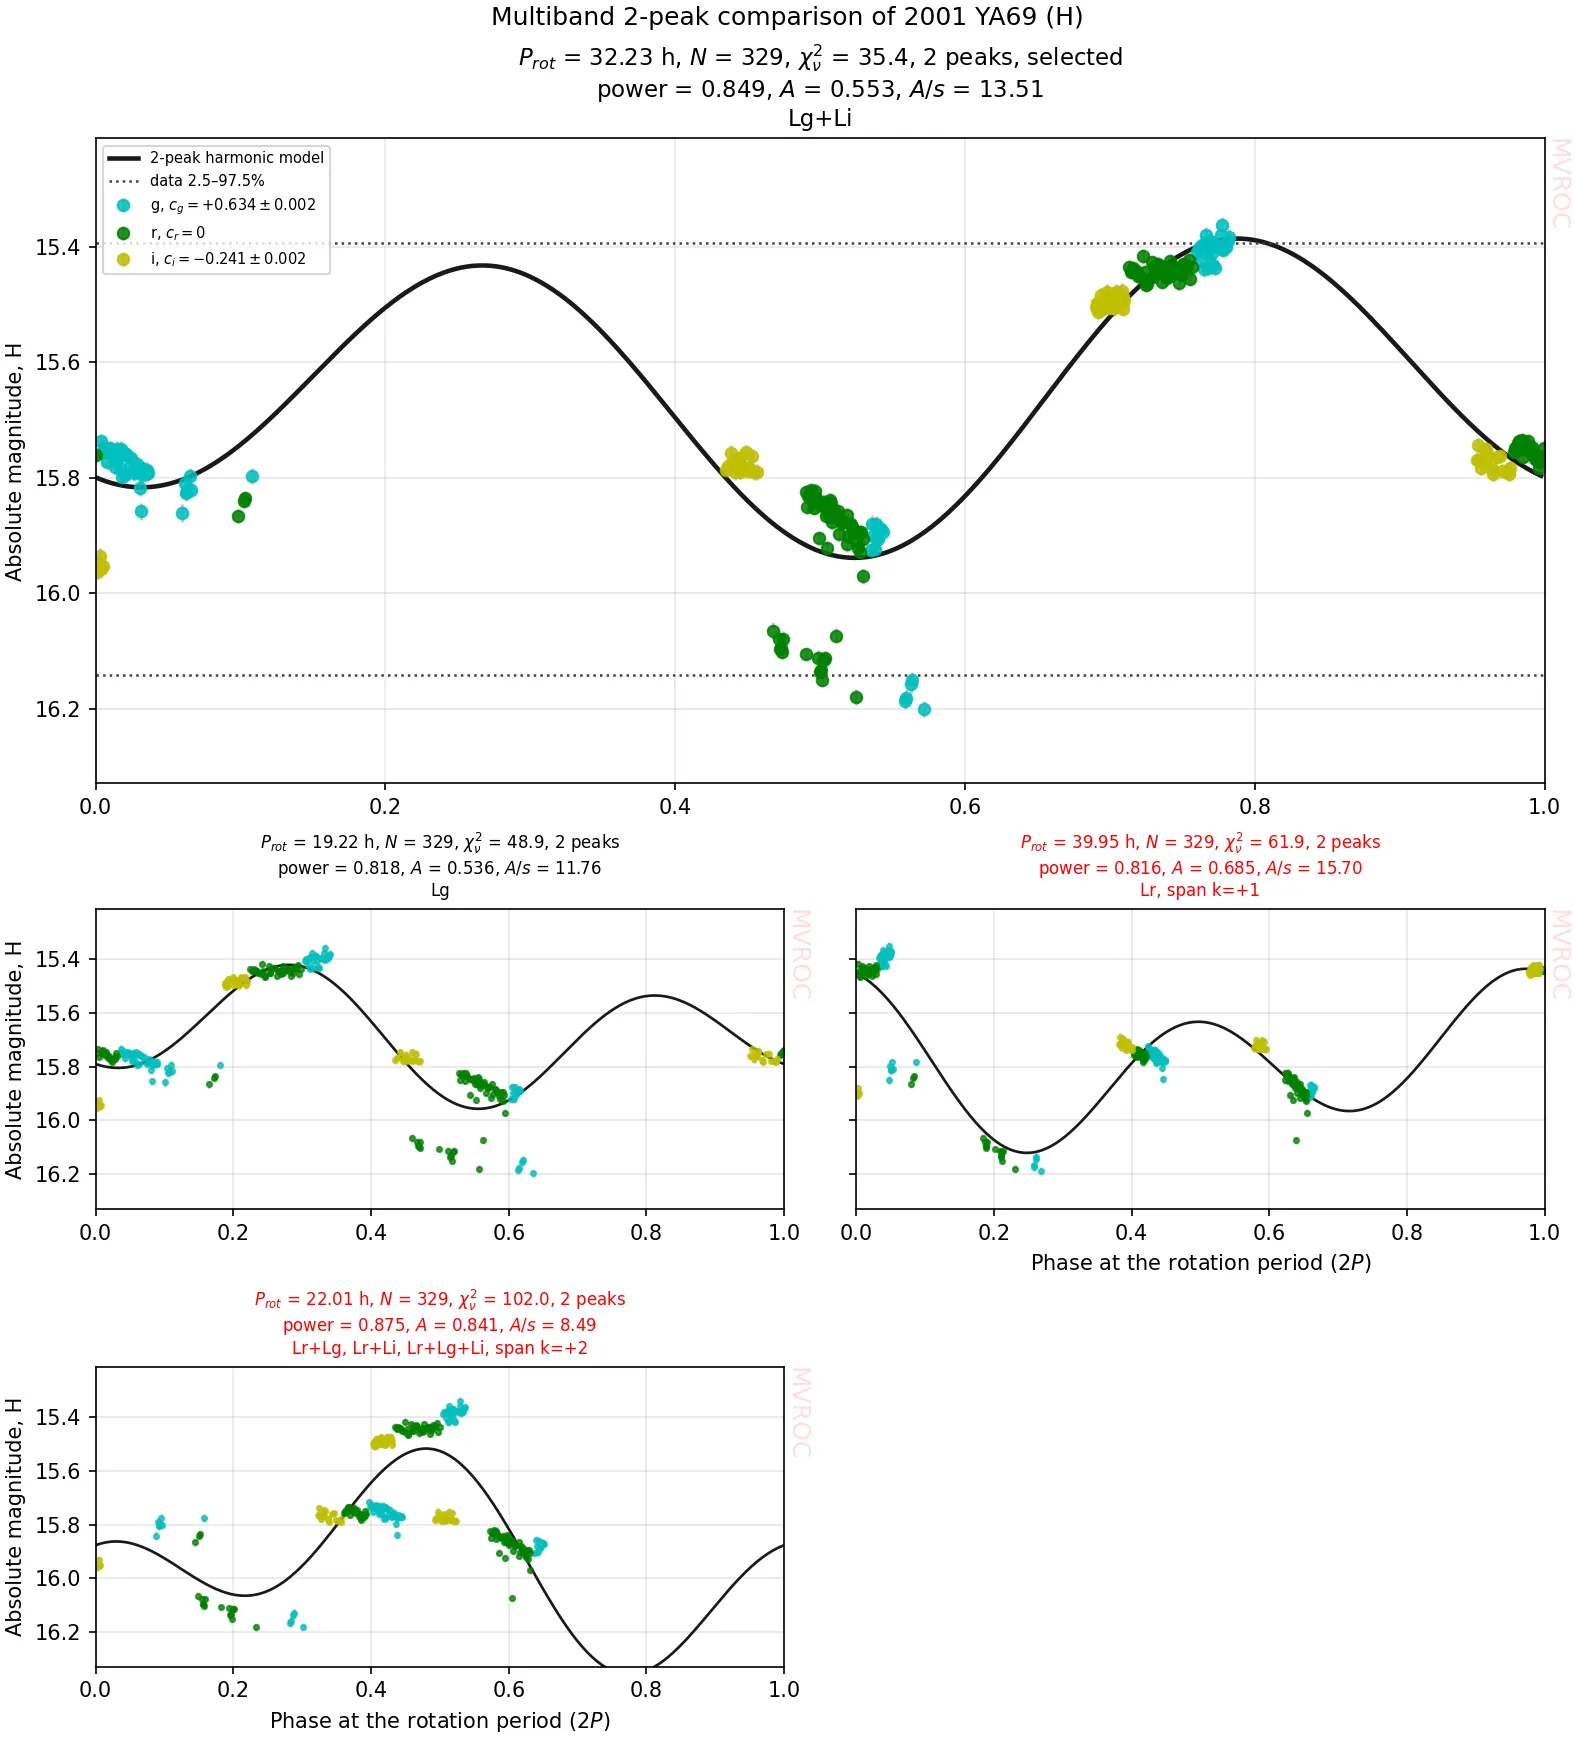 Multiband 2-peak comparison of 2001 YA69 (H)
P_rot = 32.23 h, N = 329, χ²_ν = 35.4, 2 peaks, selected
power = 0.849, A = 0.553, A/s = 13.51
Lg+Li
2-peak harmonic model
data 2.5–97.5%
g, c_g = +0.634 ± 0.002
r, c_r = 0
i, c_i = −0.241 ± 0.002
MVROC
Absolute magnitude, H
15.4
15.6
15.8
16.0
16.2
0.0 0.2 0.4 0.6 0.8 1.0
P_rot = 19.22 h, N = 329, χ²_ν = 48.9, 2 peaks
power = 0.818, A = 0.536, A/s = 11.76
Lg
MVROC
Absolute magnitude, H
15.4
15.6
15.8
16.0
16.2
0.0 0.2 0.4 0.6 0.8 1.0
P_rot = 39.95 h, N = 329, χ²_ν = 61.9, 2 peaks
power = 0.816, A = 0.685, A/s = 15.70
Lr, span k=+1
MVROC
0.0 0.2 0.4 0.6 0.8 1.0
Phase at the rotation period (2P)
P_rot = 22.01 h, N = 329, χ²_ν = 102.0, 2 peaks
power = 0.875, A = 0.841, A/s = 8.49
Lr+Lg, Lr+Li, Lr+Lg+Li, span k=+2
MVROC
Absolute magnitude, H
15.4
15.6
15.8
16.0
16.2
0.0 0.2 0.4 0.6 0.8 1.0
Phase at the rotation period (2P)